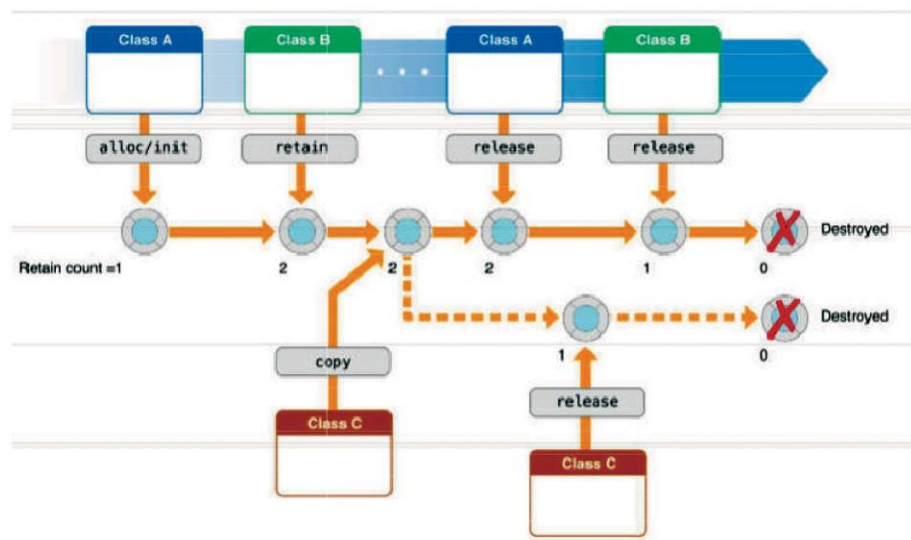 Class A
Class B
Class A
Class B
alloc/init
retain
release
release
Destroyed
Retain count =1
2
2
2
1
0
Destroyed
1
0
copy
release
Class C
Class C